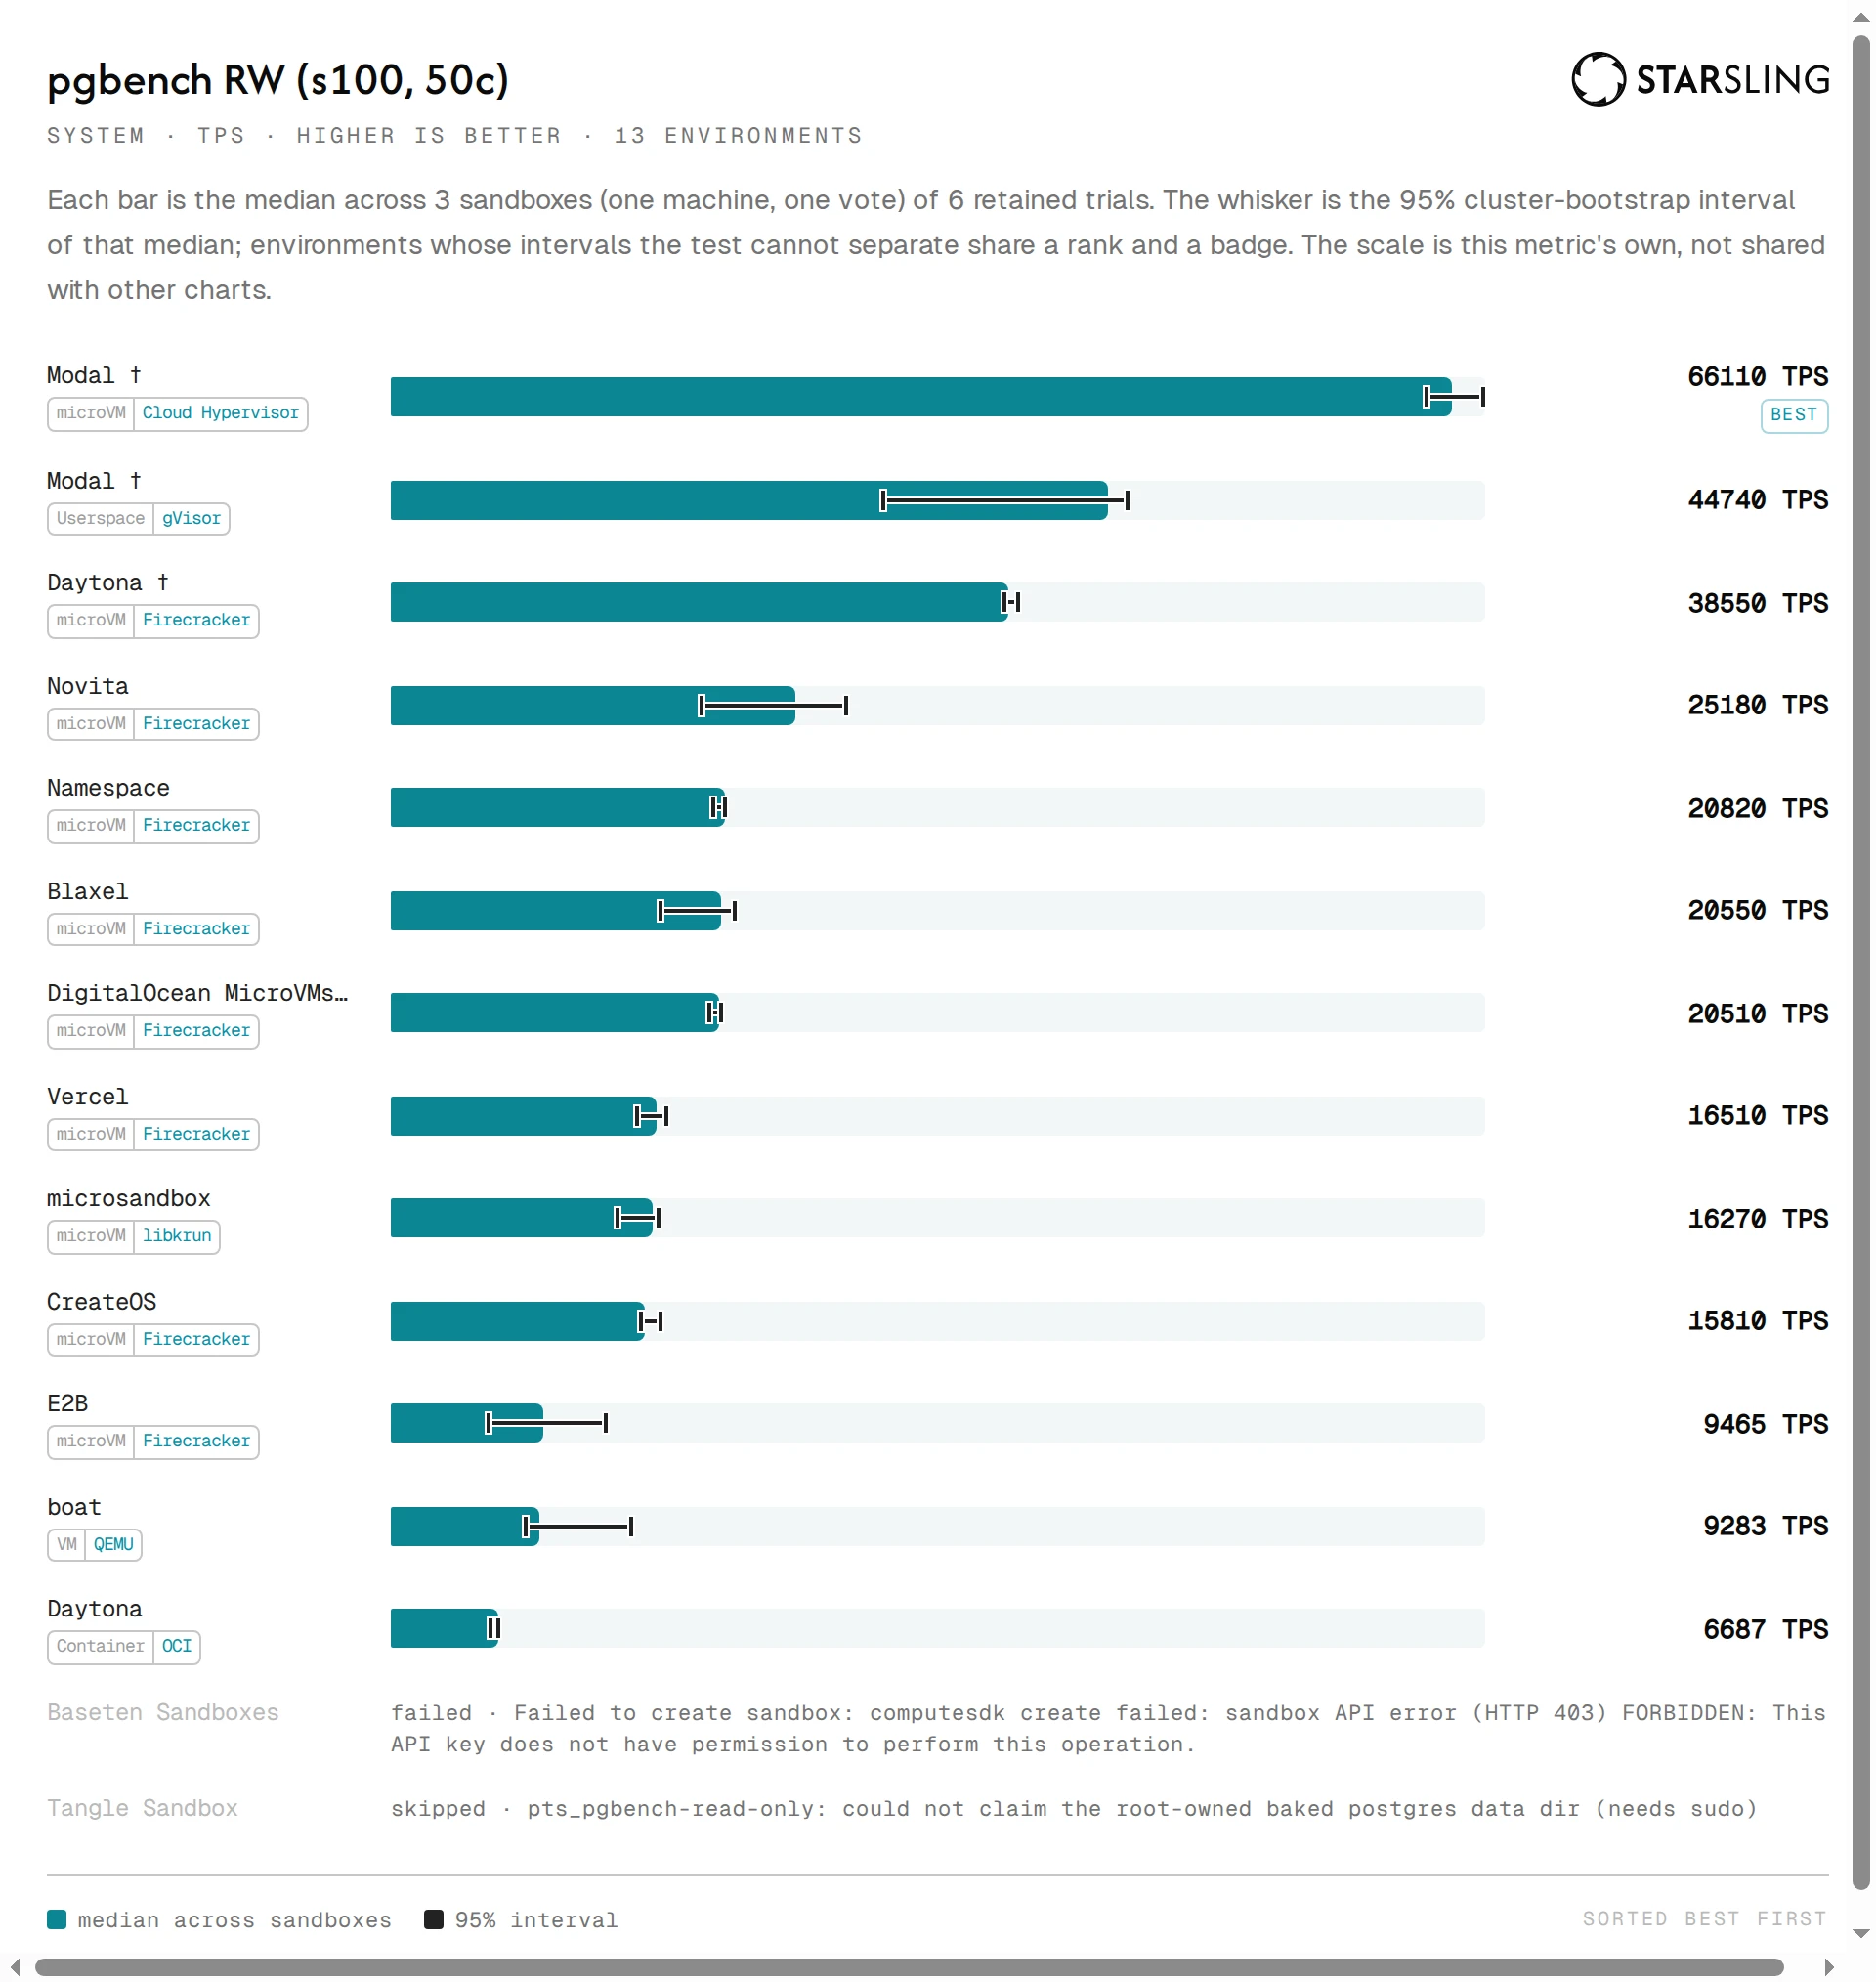 pgbench RW (s100, 50c)
STARSLING
SYSTEM · TPS · HIGHER IS BETTER · 13 ENVIRONMENTS
Each bar is the median across 3 sandboxes (one machine, one vote) of 6 retained trials. The whisker is the 95% cluster-bootstrap interval
of that median; environments whose intervals the test cannot separate share a rank and a badge. The scale is this metric's own, not shared
with other charts.
Modal †
microVM Cloud Hypervisor
66110 TPS
BEST
Modal †
Userspace gVisor
44740 TPS
Daytona †
microVM Firecracker
38550 TPS
Novita
microVM Firecracker
25180 TPS
Namespace
microVM Firecracker
20820 TPS
Blaxel
microVM Firecracker
20550 TPS
DigitalOcean MicroVMs…
microVM Firecracker
20510 TPS
Vercel
microVM Firecracker
16510 TPS
microsandbox
microVM libkrun
16270 TPS
CreateOS
microVM Firecracker
15810 TPS
E2B
microVM Firecracker
9465 TPS
boat
VM QEMU
9283 TPS
Daytona
Container OCI
6687 TPS
Baseten Sandboxes
failed · Failed to create sandbox: computesdk create failed: sandbox API error (HTTP 403) FORBIDDEN: This
API key does not have permission to perform this operation.
Tangle Sandbox
skipped · pts_pgbench-read-only: could not claim the root-owned baked postgres data dir (needs sudo)
median across sandboxes
95% interval
SORTED BEST FIRST